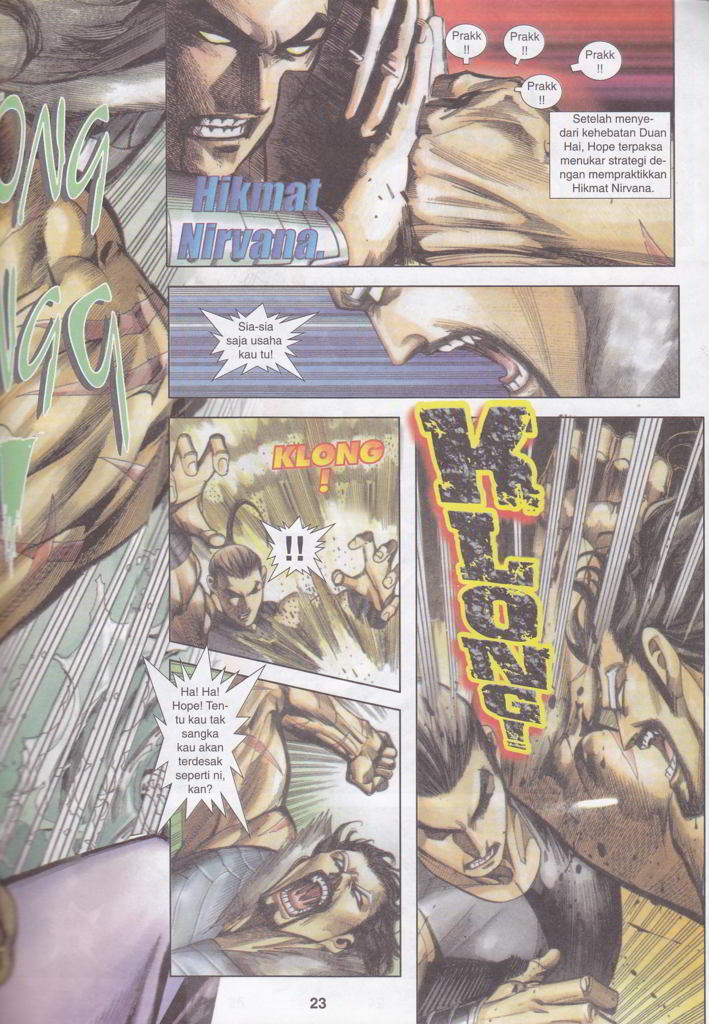 Prakk
!!
Prakk
!!
Prakk
!!
Prakk
!!
Setelah menye-
dari kehebatan Duan
Hai, Hope terpaksa
menukar strategi de-
ngan mempraktikkan
Hikmat Nirvana.
Hikmat
Nirvana.
Sia-sia
saja usaha
kau tu!
KLONG
!
!!
KLONG!!
Ha! Ha!
Hope! Ten-
tu kau tak
sangka
kau akan
terdesak
seperti ni,
kan?
23